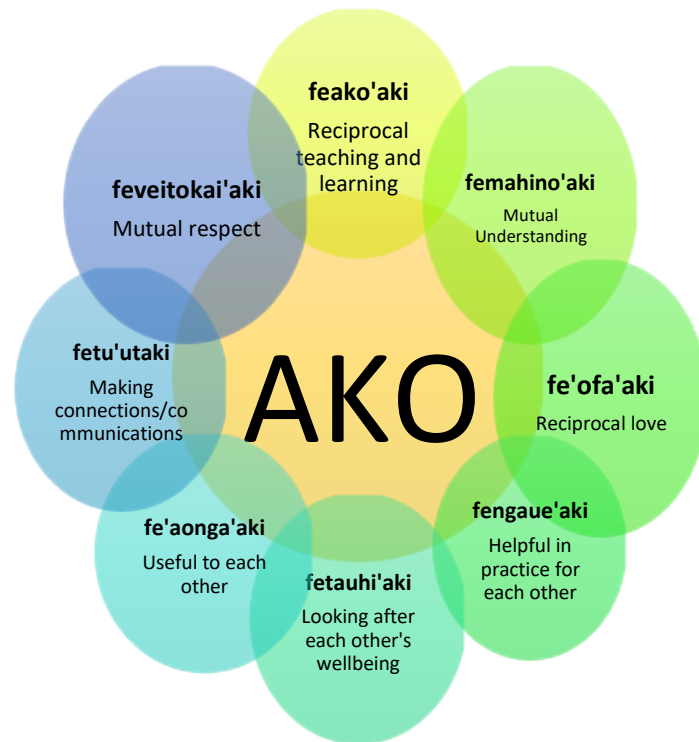 feako'aki
Reciprocal
teaching and
learning
femahino'aki
Mutual
Understanding
fe'ofa'aki
Reciprocal love
fengaue'aki
Helpful in
practice for
each other
fetauhi'aki
Looking after
each other's
wellbeing
fe'aonga'aki
Useful to each
other
fetu'utaki
Making
connections/co
mmunications
feveitokai'aki
Mutual respect
AKO